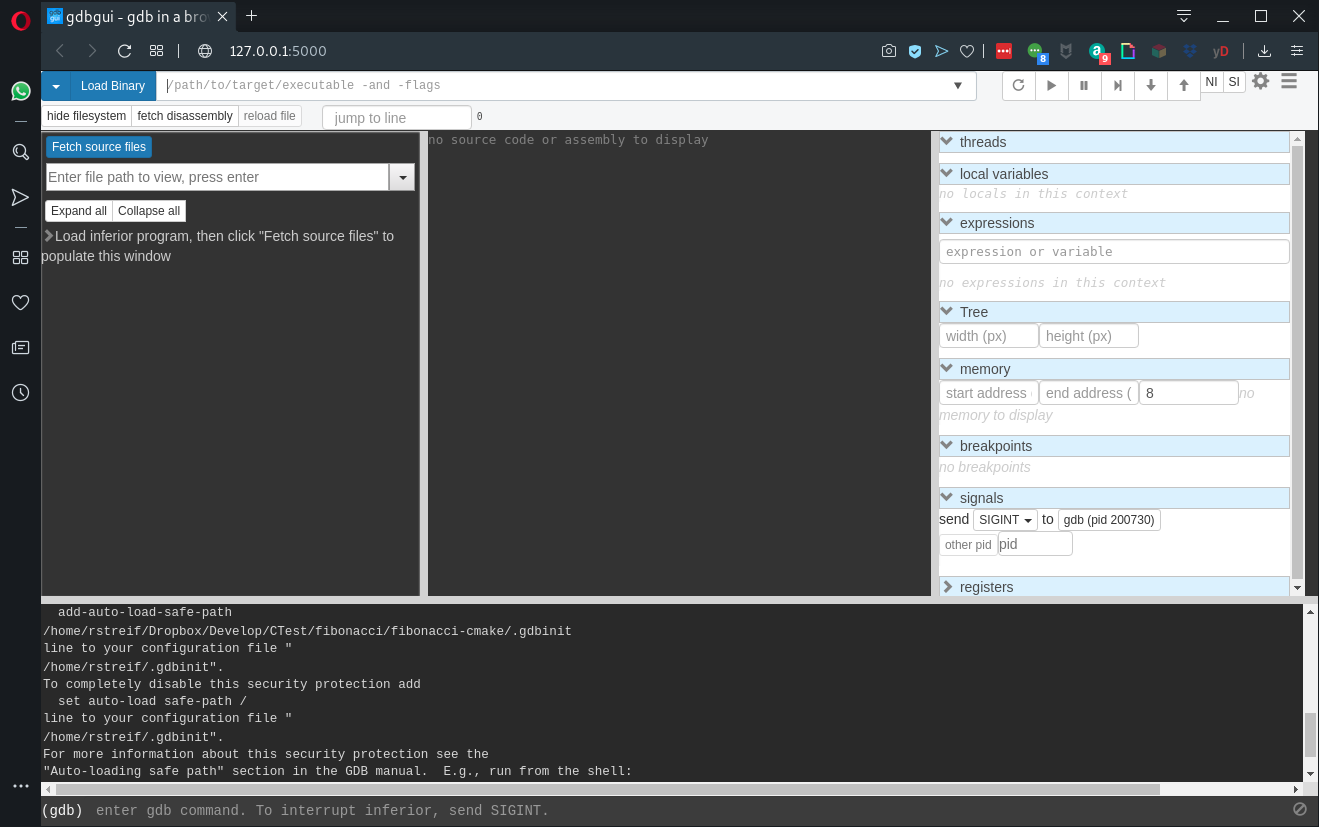 gdbgui - gdb in a bro
127.0.0.1:5000
8
9
yD
Load Binary
/path/to/target/executable -and -flags
NI
SI
hide filesystem
fetch disassembly
reload file
jump to line
0
Fetch source files
Enter file path to view, press enter
Expand all
Collapse all
Load inferior program, then click "Fetch source files" to
populate this window
no source code or assembly to display
threads
local variables
no locals in this context
expressions
expression or variable
no expressions in this context
Tree
width (px)
height (px)
memory
start address
end address (
8
no
memory to display
breakpoints
no breakpoints
signals
send SIGINT to gdb (pid 200730)
other pid
pid
registers
add-auto-load-safe-path
/home/rstreif/Dropbox/Develop/CTest/fibonacci/fibonacci-cmake/.gdbinit
line to your configuration file "
/home/rstreif/.gdbinit".
To completely disable this security protection add
set auto-load safe-path /
line to your configuration file "
/home/rstreif/.gdbinit".
For more information about this security protection see the
"Auto-loading safe path" section in the GDB manual.  E.g., run from the shell:
(gdb) enter gdb command. To interrupt inferior, send SIGINT.